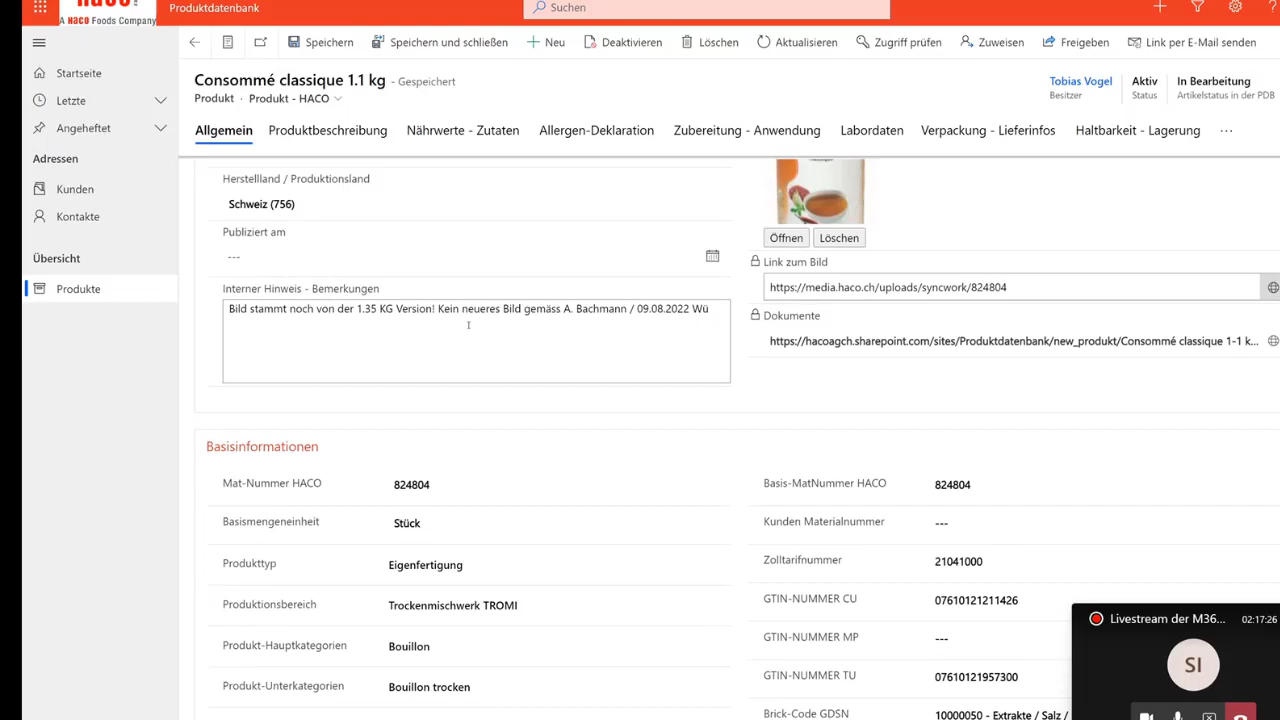 A HACO Foods Company
Produktdatenbank
Suchen
Speichern
Speichern und schließen
Neu
Deaktivieren
Löschen
Aktualisieren
Zugriff prüfen
Zuweisen
Freigeben
Link per E-Mail senden
Startseite
Letzte
Angeheftet
Adressen
Kunden
Kontakte
Übersicht
Produkte
Consommé classique 1.1 kg - Gespeichert
Produkt · Produkt - HACO
Tobias Vogel
Besitzer
Aktiv
Status
In Bearbeitung
Artikelstatus in der PDB
Allgemein
Produktbeschreibung
Nährwerte - Zutaten
Allergen-Deklaration
Zubereitung - Anwendung
Labordaten
Verpackung - Lieferinfos
Haltbarkeit - Lagerung
...
Herstellland / Produktionsland
Schweiz (756)
Publiziert am
---
Interner Hinweis - Bemerkungen
Bild stammt noch von der 1.35 KG Version! Kein neueres Bild gemäss A. Bachmann / 09.08.2022 Wü
Öffnen
Löschen
Link zum Bild
https://media.haco.ch/uploads/syncwork/824804
Dokumente
https://hacoagch.sharepoint.com/sites/Produktdatenbank/new_produkt/Consommé classique 1-1 k...
Basisinformationen
Mat-Nummer HACO
824804
Basismengeneinheit
Stück
Produkttyp
Eigenfertigung
Produktionsbereich
Trockenmischwerk TROMI
Produkt-Hauptkategorien
Bouillon
Produkt-Unterkategorien
Bouillon trocken
Basis-MatNummer HACO
824804
Kunden Materialnummer
---
Zolltarifnummer
21041000
GTIN-NUMMER CU
07610121211426
GTIN-NUMMER MP
---
GTIN-NUMMER TU
07610121957300
Brick-Code GDSN
10000050 - Extrakte / Salz /
Livestream der M36...
02:17:26
SI